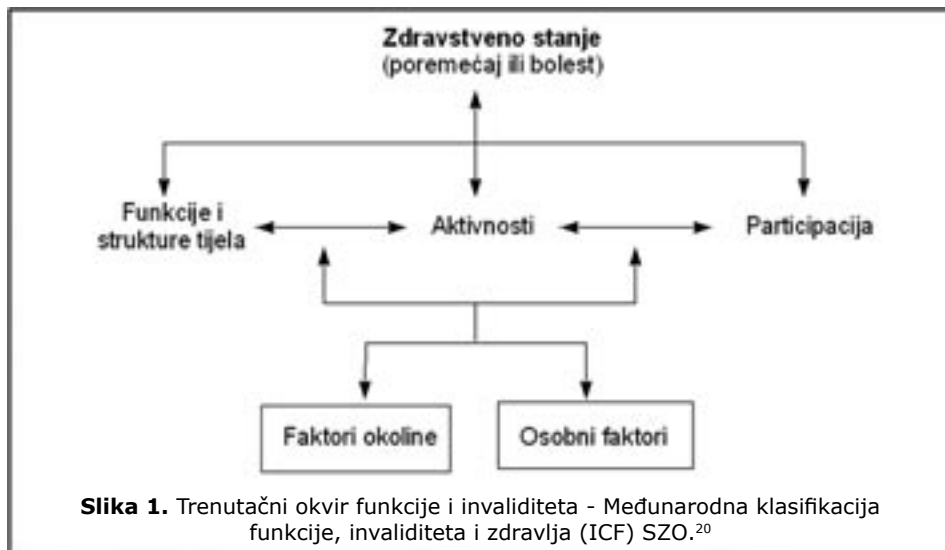 Zdravstveno stanje
(poremećaj ili bolest)
Funkcije i
strukture tijela
Aktivnosti
Participacija
Faktori okoline
Osobni faktori
Slika 1. Trenutačni okvir funkcije i invaliditeta - Međunarodna klasifikacija
funkcije, invaliditeta i zdravlja (ICF) SZO.²⁰